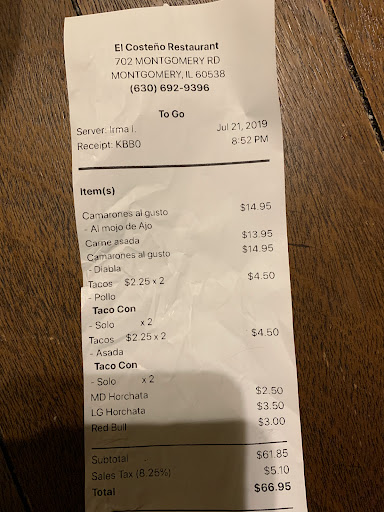 El Costeño Restaurant
702 MONTGOMERY RD
MONTGOMERY, IL 60538
(630) 692-9396
To Go
Server: Irma I. Jul 21, 2019
Receipt: KBB0 8:52 PM
Item(s)
Camarones al gusto $14.95
- Al mojo de Ajo
Carne asada $13.95
Camarones al gusto $14.95
- Diabla
Tacos $2.25 x 2 $4.50
- Pollo
Taco Con
- Solo x 2
Tacos $2.25 x 2 $4.50
- Asada
Taco Con
- Solo x 2
MD Horchata $2.50
LG Horchata $3.50
Red Bull $3.00
Subtotal $61.85
Sales Tax (8.25%) $5.10
Total $66.95